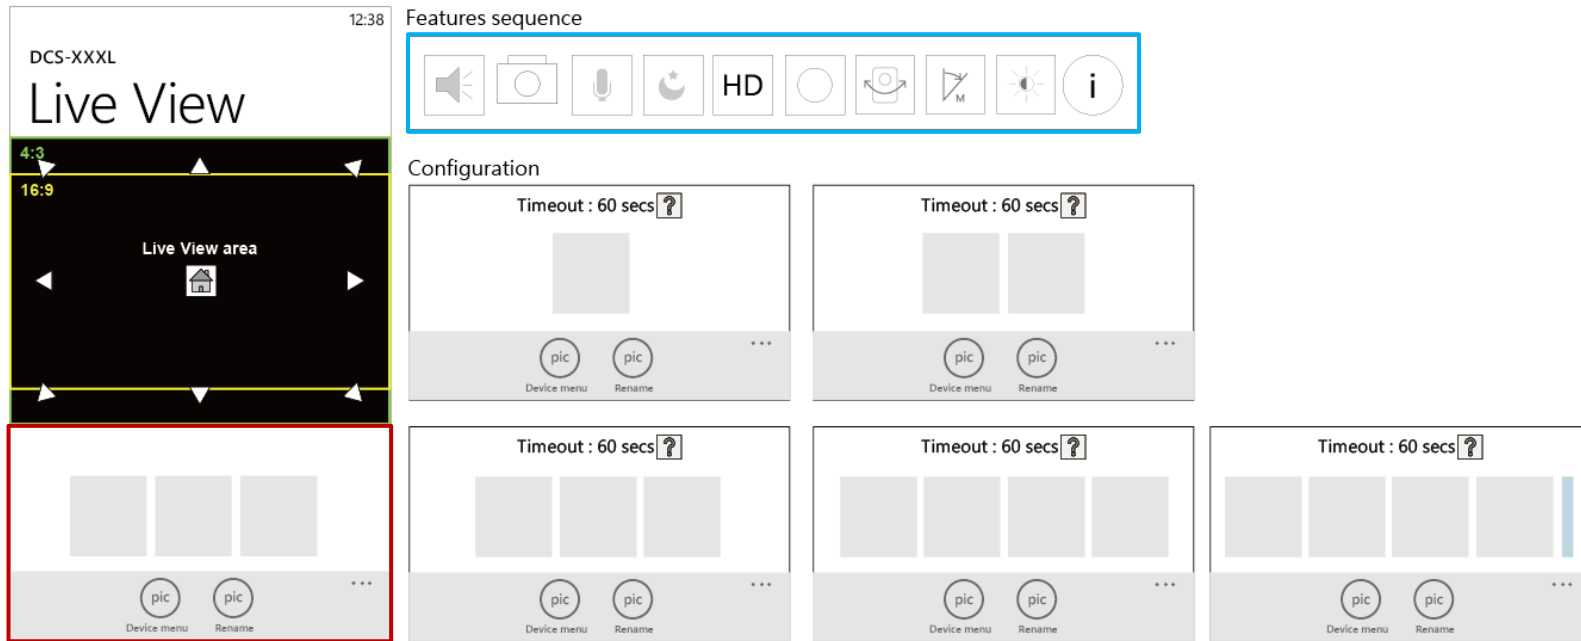 12:38
DCS-XXXL
Live View
Features sequence
HD
M
i
4:3
16:9
Live View area
Configuration
Timeout : 60 secs ?
pic pic
Device menu Rename
Timeout : 60 secs ?
pic pic
Device menu Rename
pic pic
Device menu Rename
Timeout : 60 secs ?
pic pic
Device menu Rename
Timeout : 60 secs ?
pic pic
Device menu Rename
Timeout : 60 secs ?
pic pic
Device menu Rename